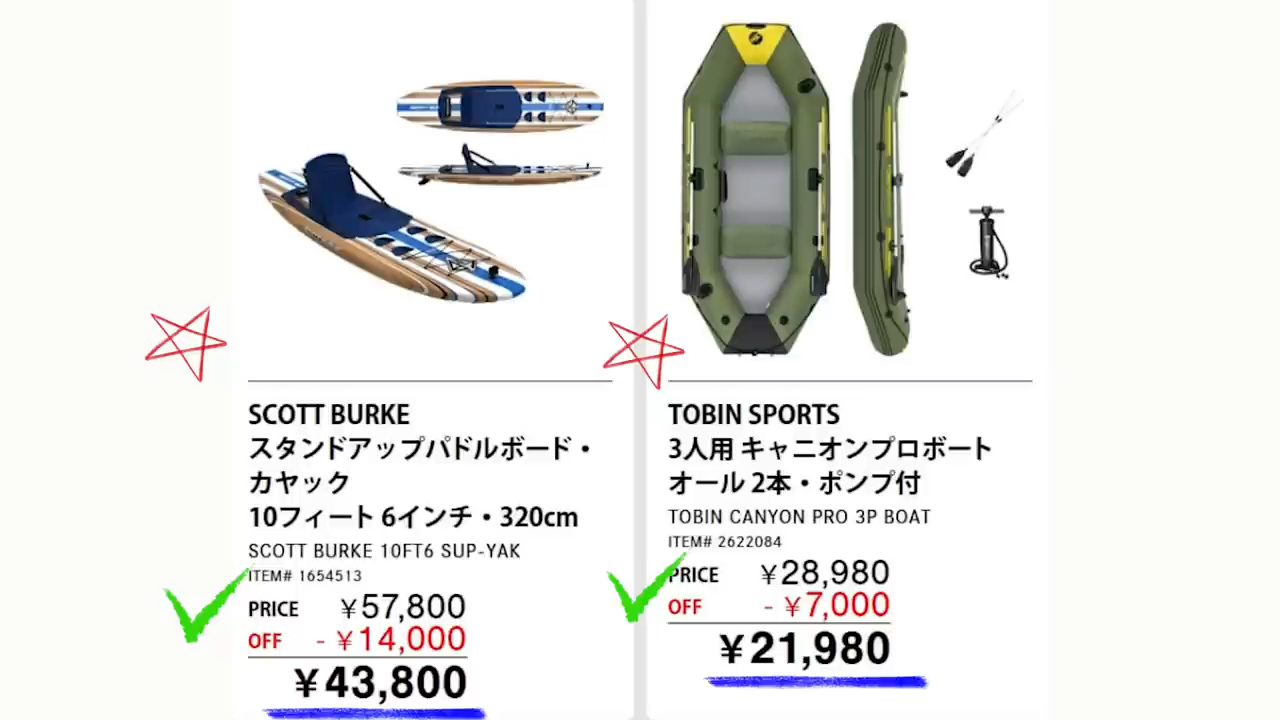 SCOTT BURKE
スタンドアップパドルボード・
カヤック
10フィート 6インチ・320cm
SCOTT BURKE 10FT6 SUP-YAK
ITEM# 1654513
PRICE ¥57,800
OFF - ¥14,000
¥43,800
TOBIN SPORTS
3人用 キャニオンプロボート
オール 2本・ポンプ付
TOBIN CANYON PRO 3P BOAT
ITEM# 2622084
PRICE ¥28,980
OFF - ¥7,000
¥21,980